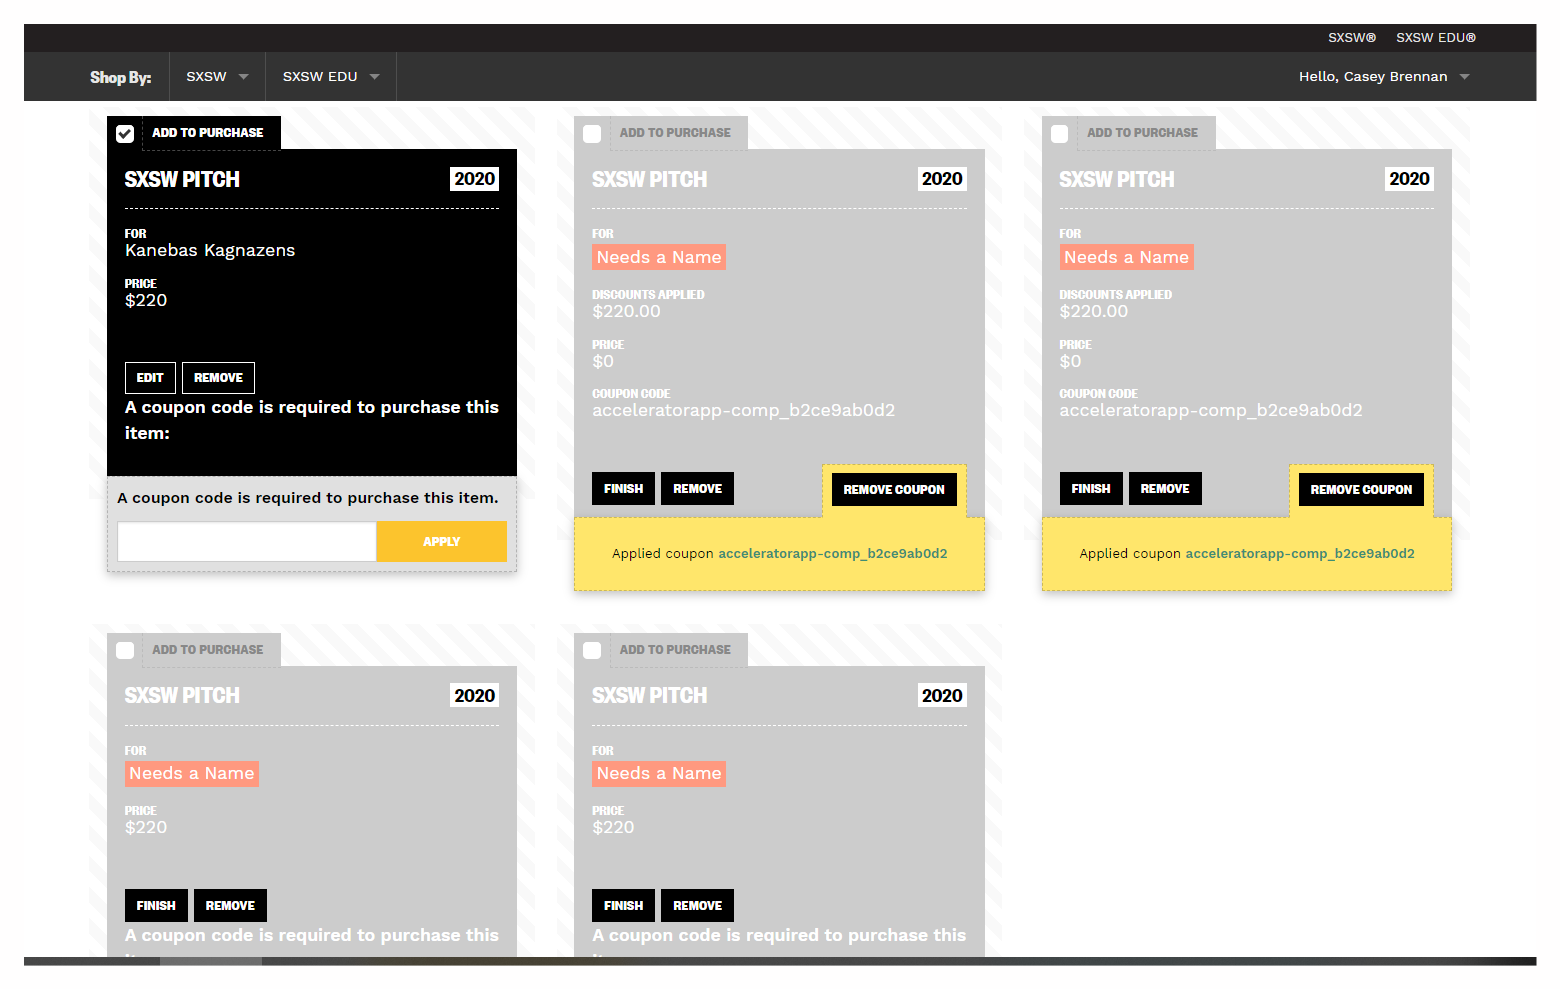 SXSW® SXSW EDU®
Shop By: SXSW SXSW EDU Hello, Casey Brennan
ADD TO PURCHASE
SXSW PITCH 2020
FOR
Kanebas Kagnazens
PRICE
$220
EDIT REMOVE
A coupon code is required to purchase this
item:
A coupon code is required to purchase this item.
APPLY
ADD TO PURCHASE
SXSW PITCH 2020
FOR
Needs a Name
DISCOUNTS APPLIED
$220.00
PRICE
$0
COUPON CODE
acceleratorapp-comp_b2ce9ab0d2
FINISH REMOVE REMOVE COUPON
Applied coupon acceleratorapp-comp_b2ce9ab0d2
ADD TO PURCHASE
SXSW PITCH 2020
FOR
Needs a Name
DISCOUNTS APPLIED
$220.00
PRICE
$0
COUPON CODE
acceleratorapp-comp_b2ce9ab0d2
FINISH REMOVE REMOVE COUPON
Applied coupon acceleratorapp-comp_b2ce9ab0d2
ADD TO PURCHASE
SXSW PITCH 2020
FOR
Needs a Name
PRICE
$220
FINISH REMOVE
A coupon code is required to purchase this
ADD TO PURCHASE
SXSW PITCH 2020
FOR
Needs a Name
PRICE
$220
FINISH REMOVE
A coupon code is required to purchase this